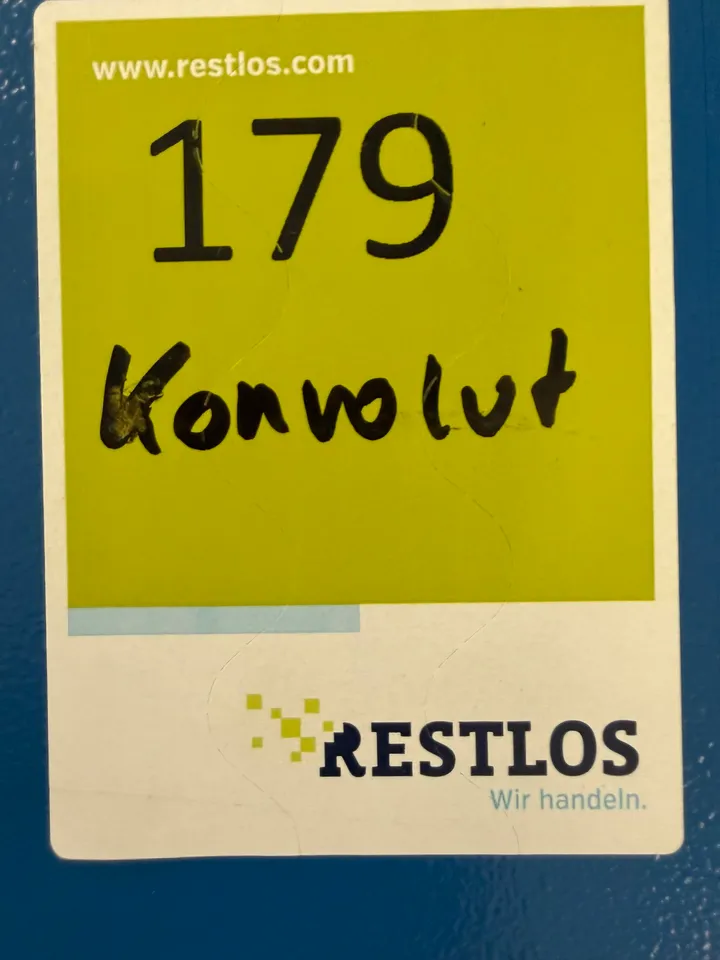 www.restlos.com
179
Konvolut
RESTLOS
Wir handeln.